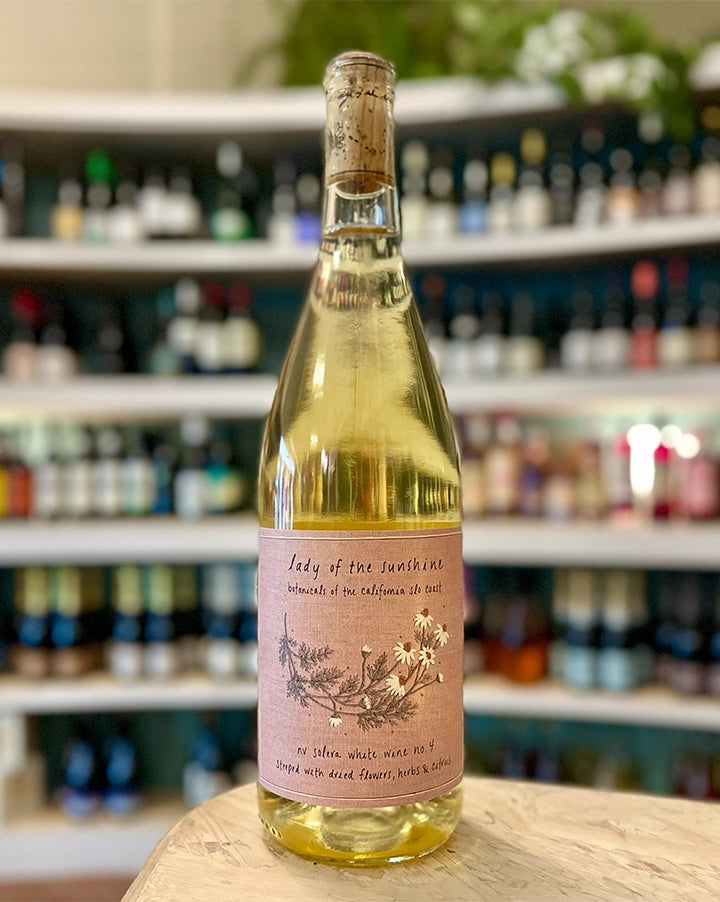 lady of the sunshine
botanicals of the california slo coast
nv solera white wine no. 4
steeped with dried flowers, herbs & citrus